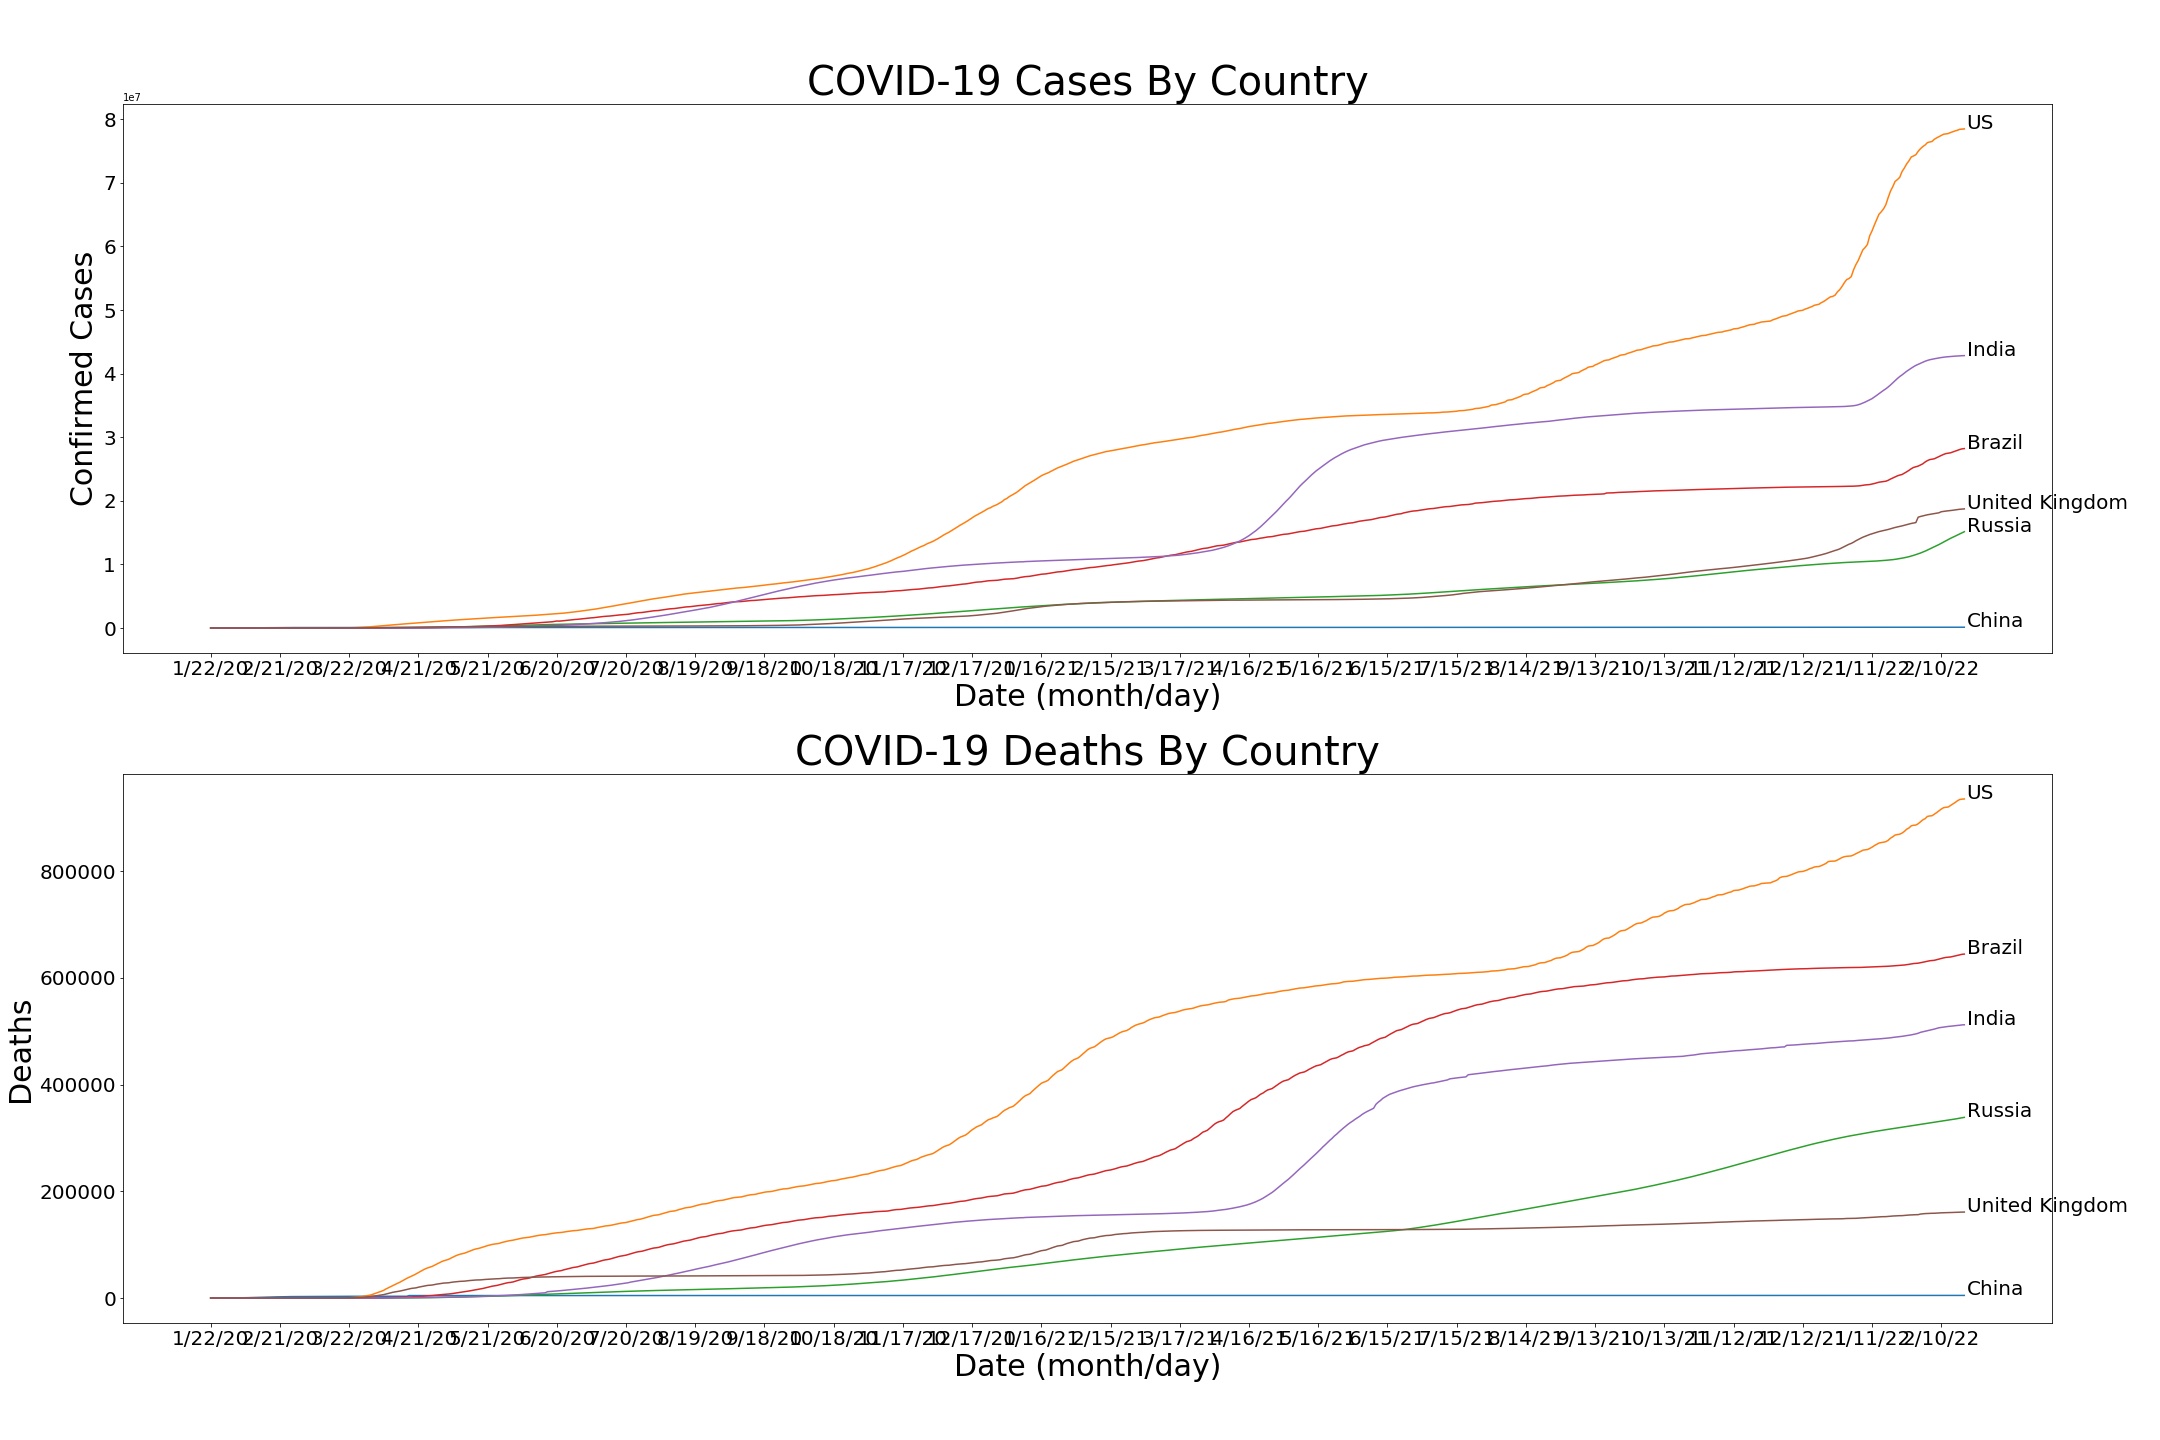 COVID-19 Cases By Country
1e7
8
7
6
5
4
3
2
1
0
Confirmed Cases
US
India
Brazil
United Kingdom
Russia
China
1/22/20 2/21/20 3/22/20 4/21/20 5/21/20 6/20/20 7/20/20 8/19/20 9/18/20 10/18/20 11/17/20 12/17/20 1/16/21 2/15/21 3/17/21 4/16/21 5/16/21 6/15/21 7/15/21 8/14/21 9/13/21 10/13/21 11/12/21 12/12/21 1/11/22 2/10/22
Date (month/day)
COVID-19 Deaths By Country
800000
600000
400000
200000
0
Deaths
US
Brazil
India
Russia
United Kingdom
China
1/22/20 2/21/20 3/22/20 4/21/20 5/21/20 6/20/20 7/20/20 8/19/20 9/18/20 10/18/20 11/17/20 12/17/20 1/16/21 2/15/21 3/17/21 4/16/21 5/16/21 6/15/21 7/15/21 8/14/21 9/13/21 10/13/21 11/12/21 12/12/21 1/11/22 2/10/22
Date (month/day)